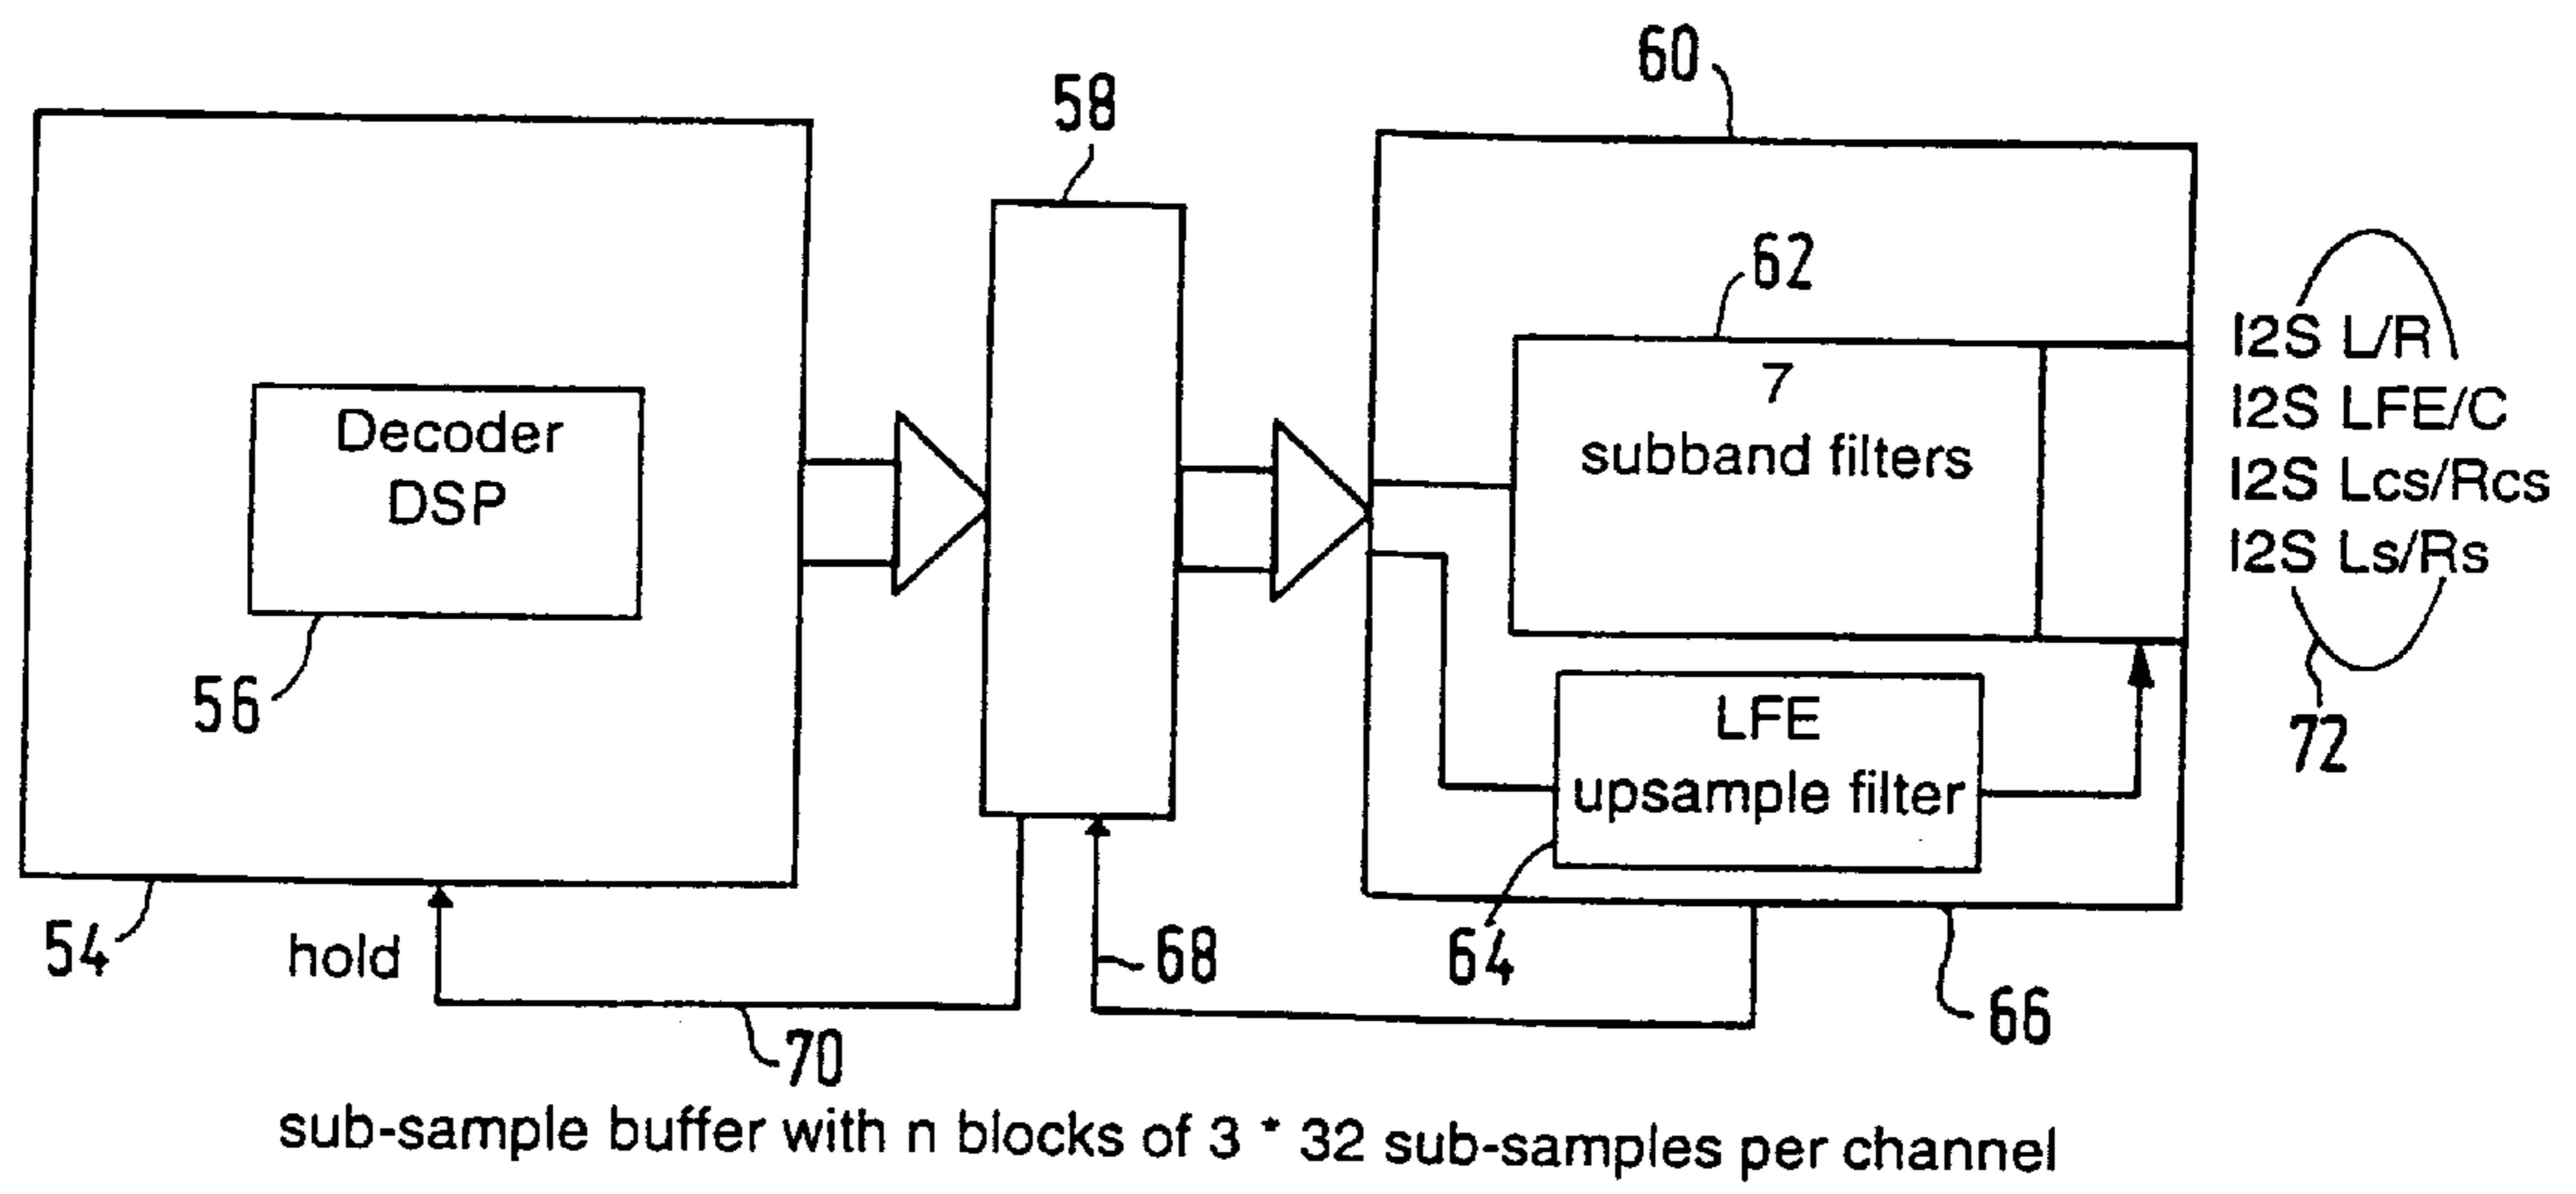 60
58
62
7
subband filters
Decoder
DSP
I2S L/R
I2S LFE/C
I2S Lcs/Rcs
I2S Ls/Rs
56
LFE
upsample filter
72
54
hold
68
64
66
70
sub-sample buffer with n blocks of 3 * 32 sub-samples per channel